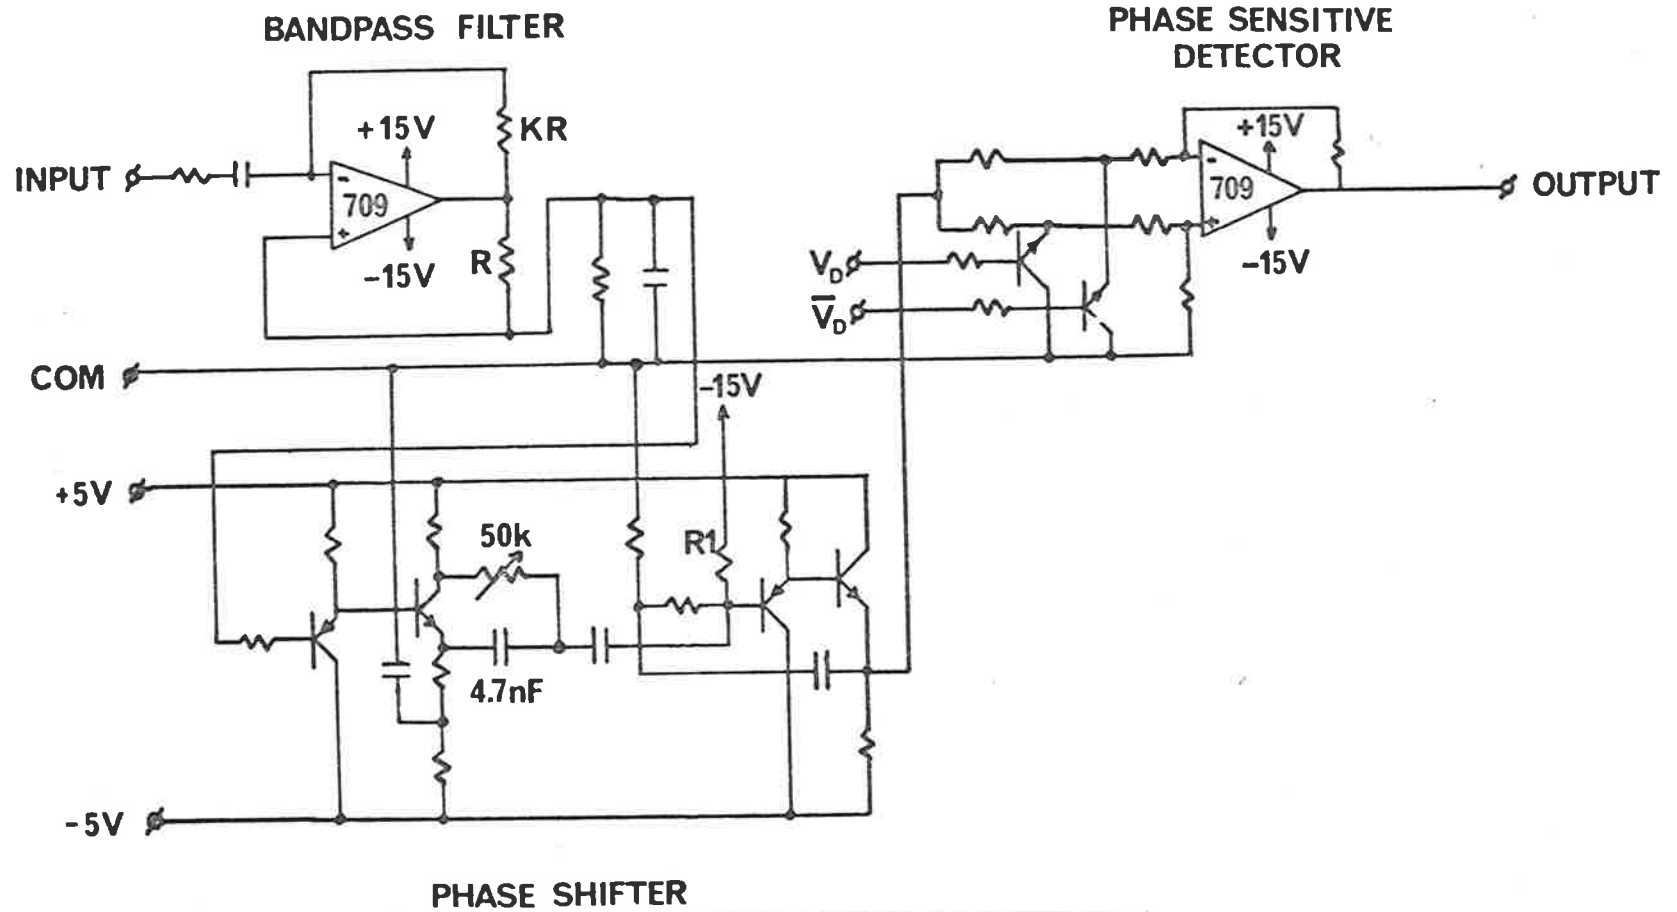 BANDPASS FILTER
PHASE SENSITIVE
DETECTOR
+15V
KR
+15V
INPUT
-
709
+
-
709
+
OUTPUT
R
-15V
V_D
-15V
V̅_D
COM
-15V
+5V
50k
R1
4.7nF
-5V
PHASE SHIFTER